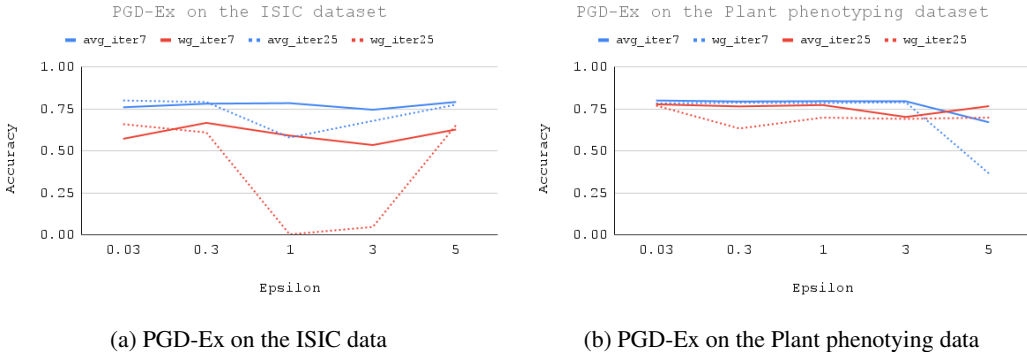 PGD-Ex on the ISIC dataset
avg_iter7 wg_iter7 avg_iter25 wg_iter25
1.00
0.75
0.50
0.25
0.00
Accuracy
0.03 0.3 1 3 5
Epsilon
(a) PGD-Ex on the ISIC data
PGD-Ex on the Plant phenotyping dataset
avg_iter7 wg_iter7 avg_iter25 wg_iter25
1.00
0.75
0.50
0.25
0.00
Accuracy
0.03 0.3 1 3 5
Epsilon
(b) PGD-Ex on the Plant phenotying data